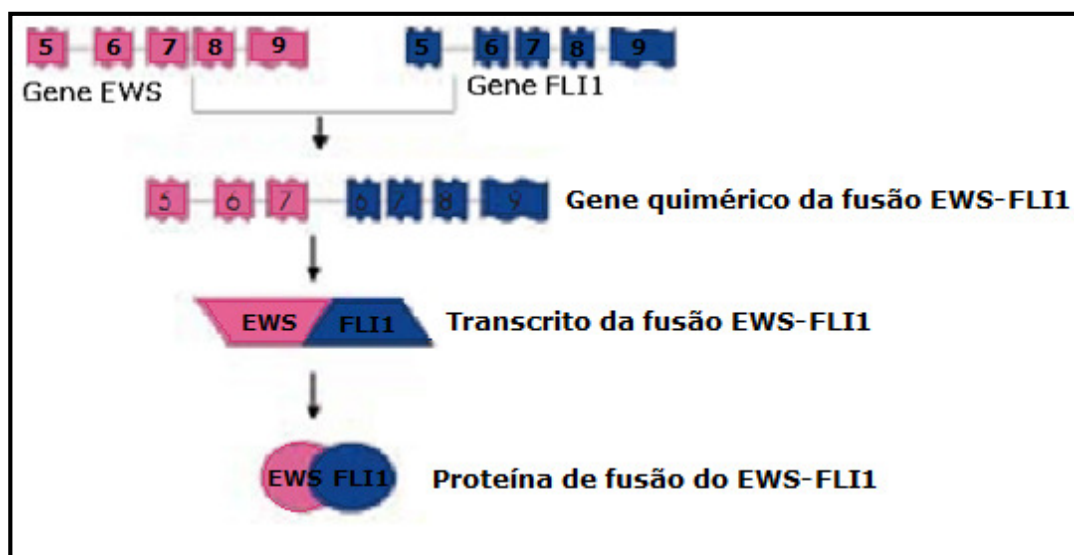 5 6 7 8 9 5 6 7 8 9
Gene EWS Gene FLI1
5 6 7 6 7 8 9 Gene quimérico da fusão EWS-FLI1
EWS FLI1 Transcrito da fusão EWS-FLI1
EWS FLI1 Proteína de fusão do EWS-FLI1